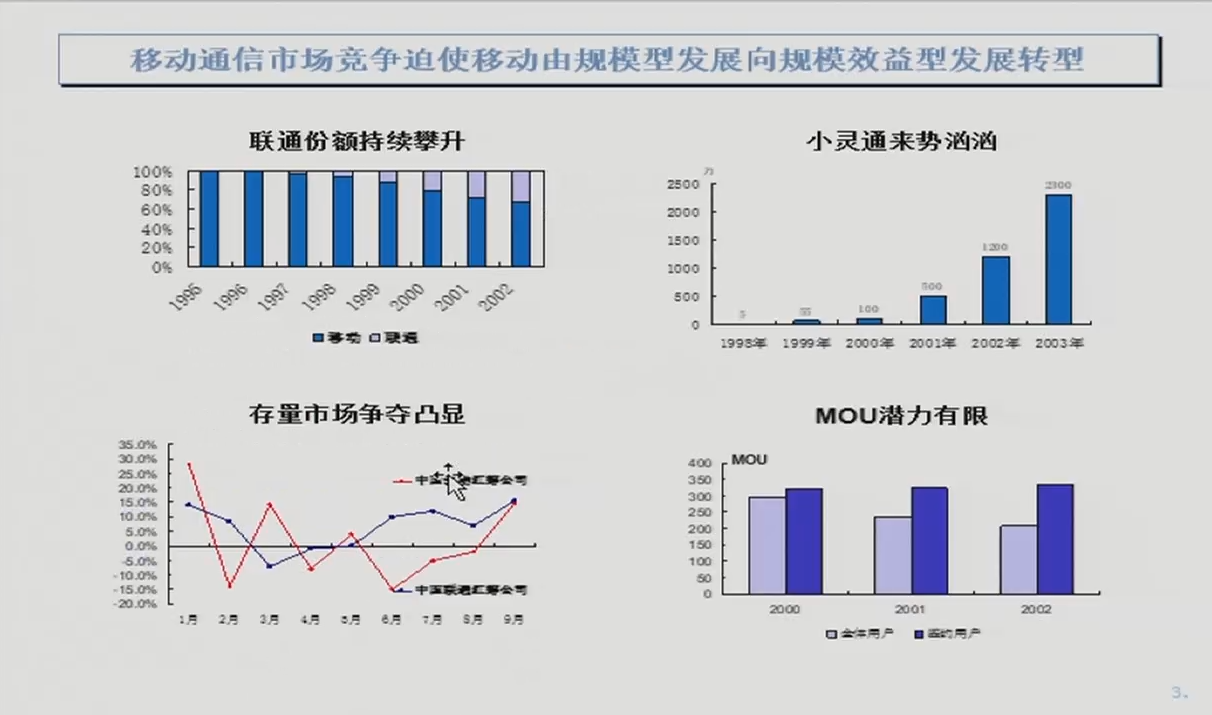 移动通信市场竞争迫使移动由规模型发展向规模效益型发展转型
联通份额持续攀升
100%
80%
60%
40%
20%
0%
1995 1996 1997 1998 1999 2000 2001 2002
移动 联通
小灵通来势汹汹
万
2500
2000
1500
1000
500
0
5 55 100 500 1200 2300
1998年 1999年 2000年 2001年 2002年 2003年
存量市场争夺凸显
35.0%
30.0%
25.0%
20.0%
15.0%
10.0%
5.0%
0.0%
-5.0%
-10.0%
-15.0%
-20.0%
中国 公司
中国联通 公司
1月 2月 3月 4月 5月 6月 7月 8月 9月
MOU潜力有限
MOU
400
350
300
250
200
150
100
50
0
2000 2001 2002
全体用户 签约用户
3.